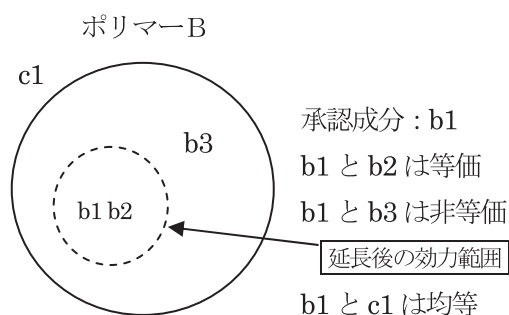 ポリマーB
c1
b3
b1 b2
承認成分：b1
b1 と b2 は等価
b1 と b3 は非等価
延長後の効力範囲
b1 と c1 は均等